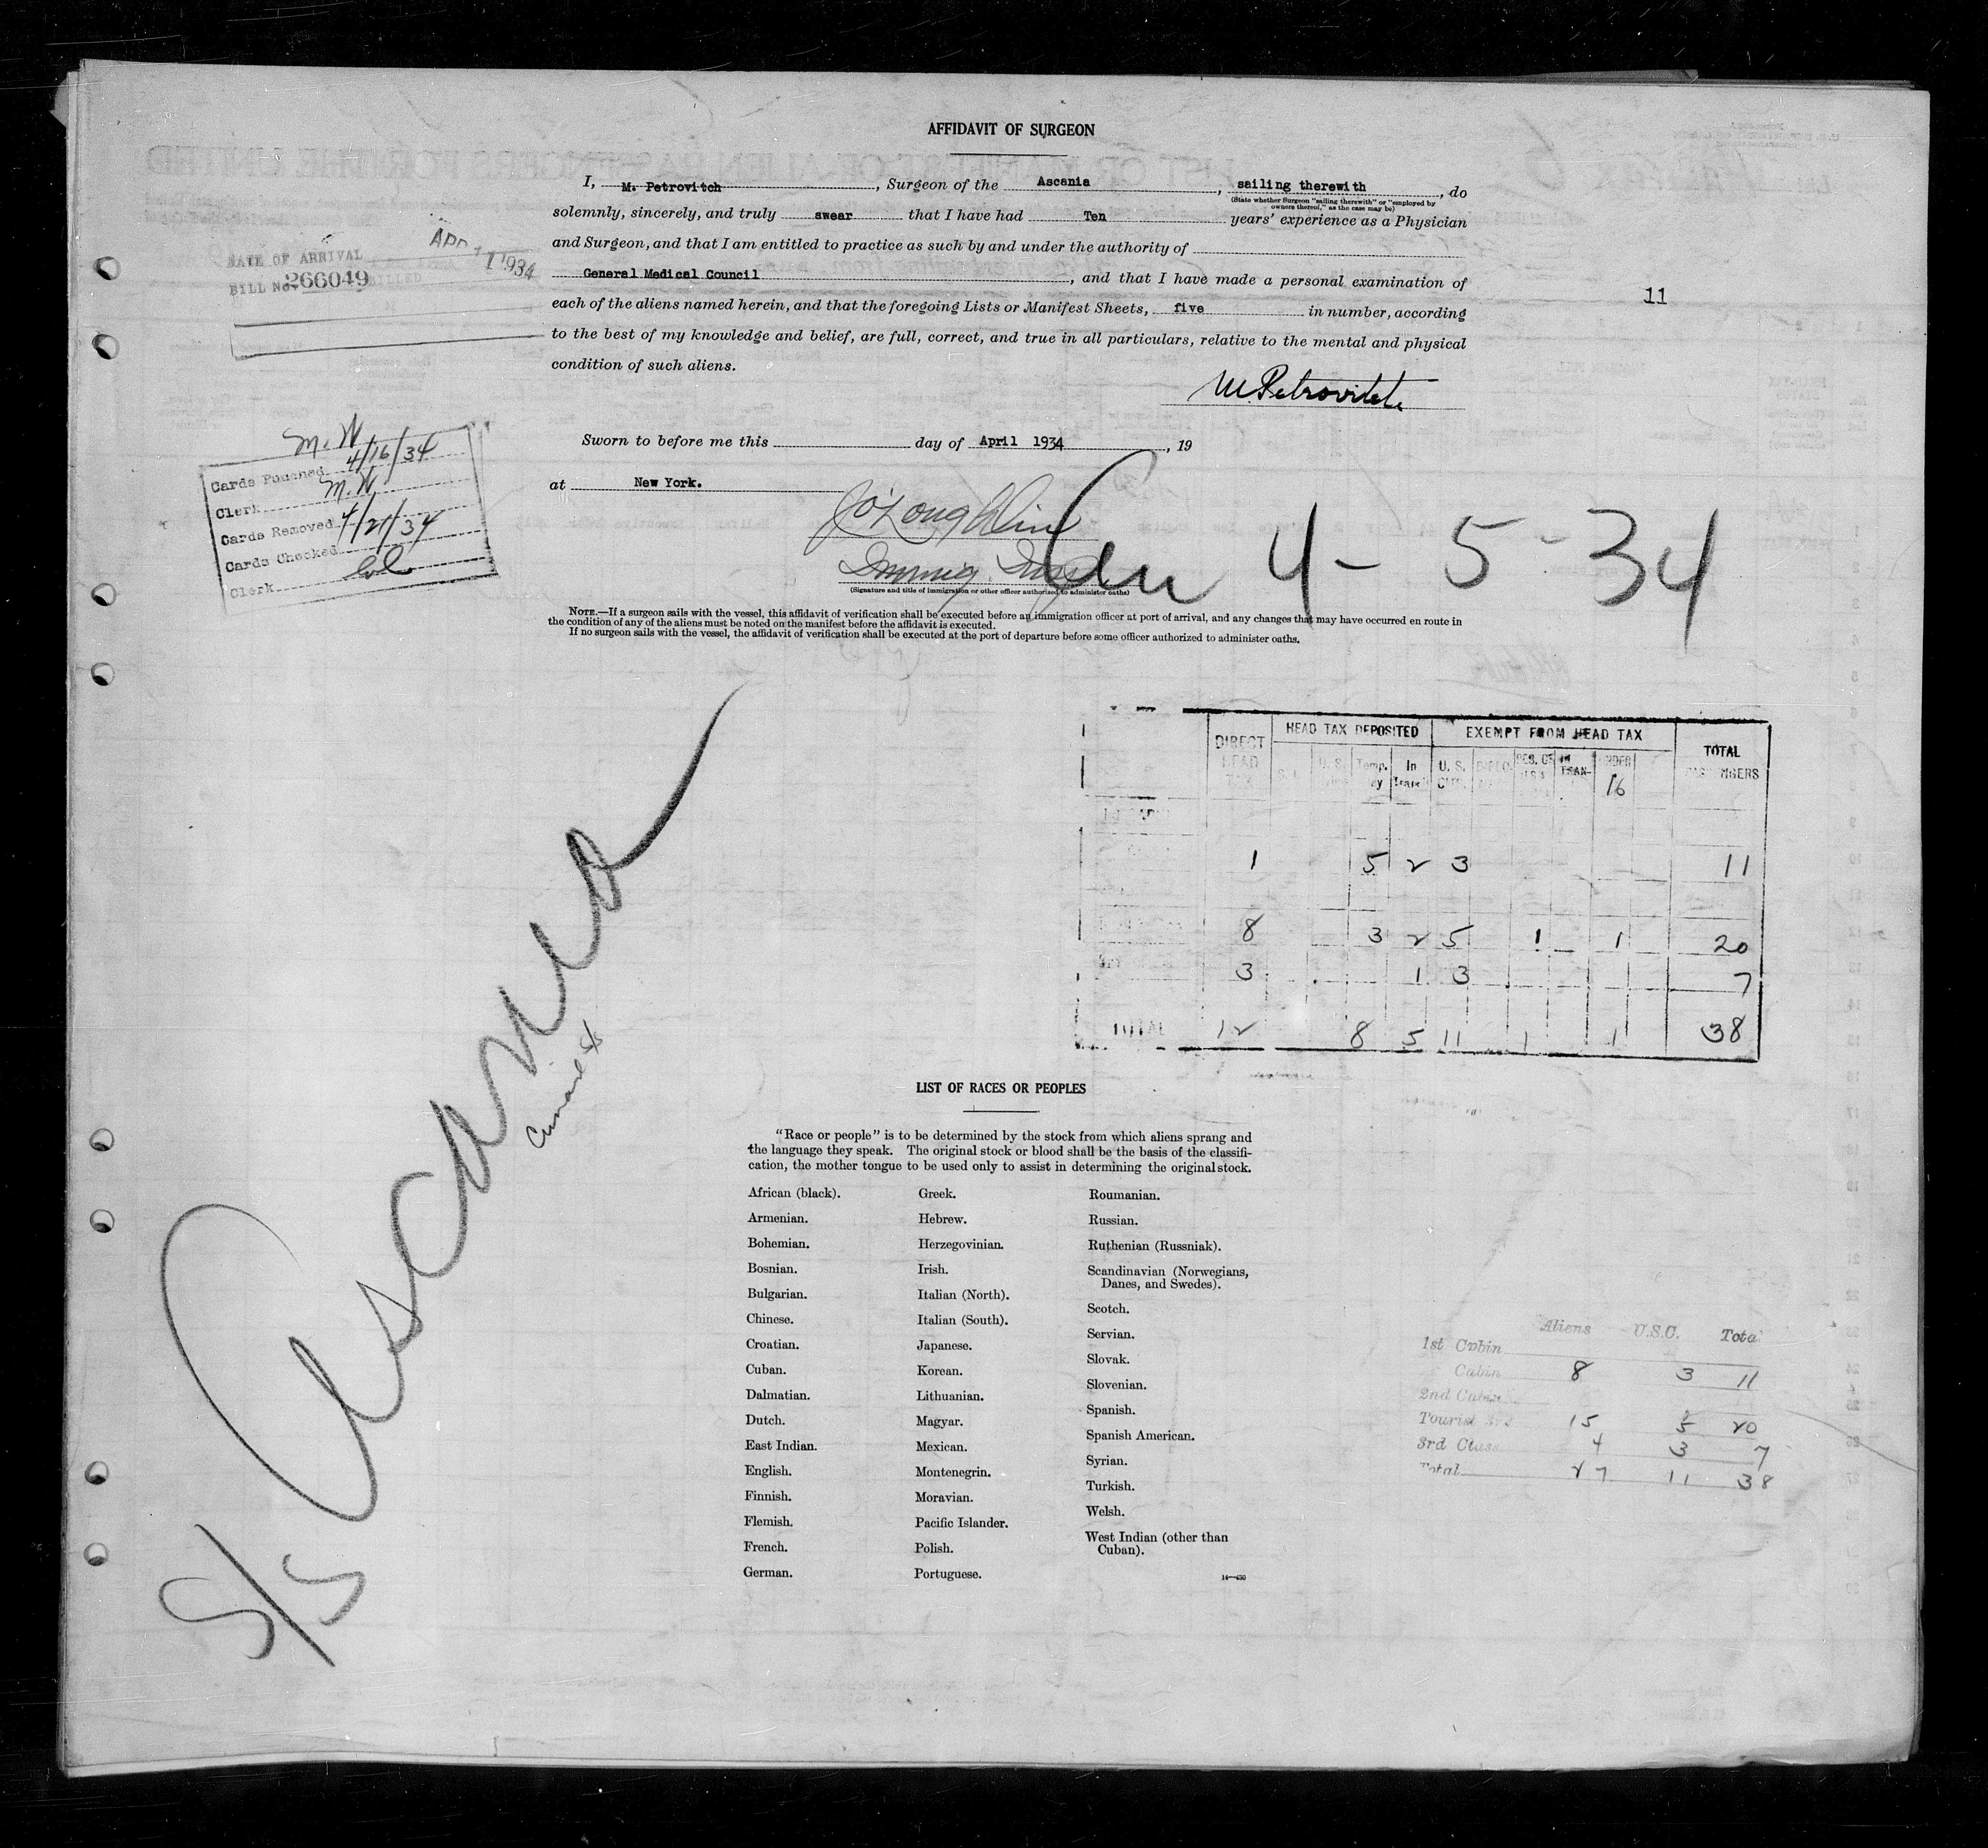 AFFIDAVIT OF SURGEON
I, M. Petrovitch, Surgeon of the Ascania, sailing therewith, do
(State whether Surgeon "sailing therewith" or "employed by
owners thereof," as the case may be)
solemnly, sincerely, and truly swear that I have had Ten years' experience as a Physician
and Surgeon, and that I am entitled to practice as such by and under the authority of
General Medical Council, and that I have made a personal examination of
each of the aliens named herein, and that the foregoing Lists or Manifest Sheets, five in number, according
to the best of my knowledge and belief, are full, correct, and true in all particulars, relative to the mental and physical
condition of such aliens.
M. Petrovitch
DATE OF ARRIVAL APR 1934
BILL No. 266049
11
Sworn to before me this day of April 1934, 19
at New York.
J O'Loughlin
Immig. Insp
(Signature and title of immigration or other officer authorized to administer oaths)
Arr 4-5-34
M.W
Cards Punched 4/16/34
Clerk M.W
Cards Removed 4/21/34
Cards Checked
Clerk
NOTE.—If a surgeon sails with the vessel, this affidavit of verification shall be executed before an immigration officer at port of arrival, and any changes that may have occurred en route in
the condition of any of the aliens must be noted on the manifest before the affidavit is executed.
If no surgeon sails with the vessel, the affidavit of verification shall be executed at the port of departure before some officer authorized to administer oaths.
DIRECT HEAD TAX HEAD TAX DEPOSITED EXEMPT FROM HEAD TAX TOTAL PASSENGERS
S. I. U. S. Temp. In Transit U. S. DIPLO. RES. OF U.S. IN TRAN- UNDER 16
1 5 2 3 11
8 3 2 5 1 1 20
3 1 3 7
TOTAL 12 8 5 11 1 1 38
S/S Ascania
Cunard SS
LIST OF RACES OR PEOPLES
"Race or people" is to be determined by the stock from which aliens sprang and
the language they speak. The original stock or blood shall be the basis of the classifi-
cation, the mother tongue to be used only to assist in determining the original stock.
African (black).
Armenian.
Bohemian.
Bosnian.
Bulgarian.
Chinese.
Croatian.
Cuban.
Dalmatian.
Dutch.
East Indian.
English.
Finnish.
Flemish.
French.
German.
Greek.
Hebrew.
Herzegovinian.
Irish.
Italian (North).
Italian (South).
Japanese.
Korean.
Lithuanian.
Magyar.
Mexican.
Montenegrin.
Moravian.
Pacific Islander.
Polish.
Portuguese.
Roumanian.
Russian.
Ruthenian (Russniak).
Scandinavian (Norwegians,
Danes, and Swedes).
Scotch.
Servian.
Slovak.
Slovenian.
Spanish.
Spanish American.
Syrian.
Turkish.
Welsh.
West Indian (other than
Cuban).
14—430
Aliens U.S.C. Total
1st Cabin
Cabin 8 3 11
2nd Cabin
Tourist 3rd 15 5 20
3rd Class 4 3 7
Total 27 11 38